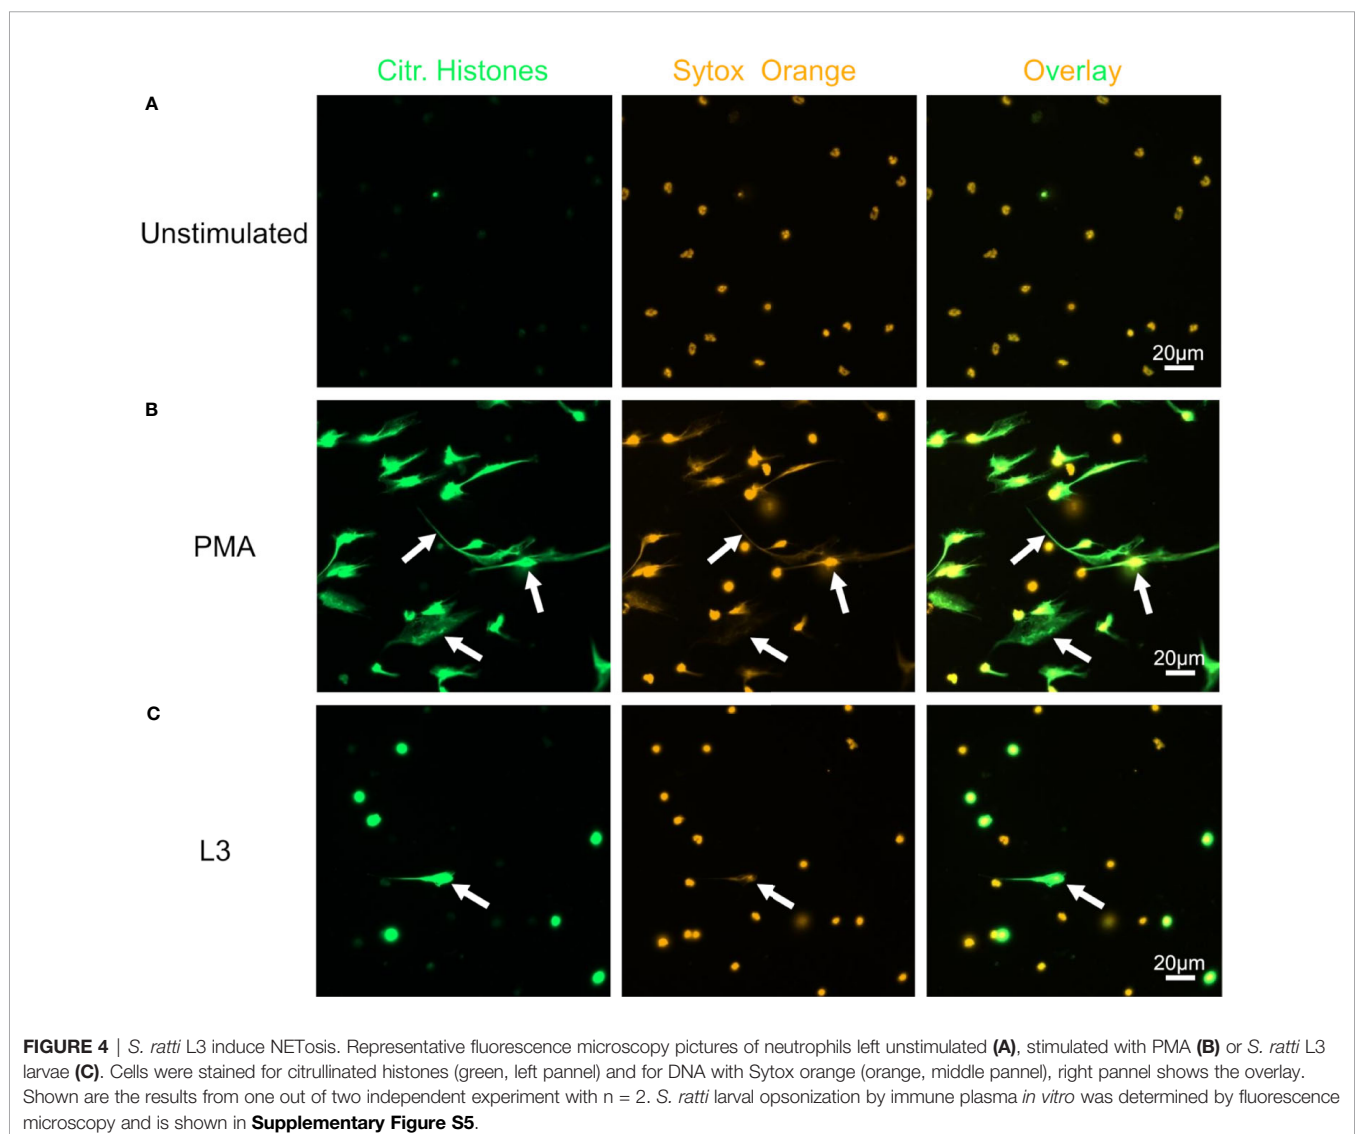 Citr. Histones
Sytox Orange
Overlay
A
Unstimulated
20µm
B
PMA
20µm
C
L3
20µm
FIGURE 4 | S. ratti L3 induce NETosis. Representative fluorescence microscopy pictures of neutrophils left unstimulated (A), stimulated with PMA (B) or S. ratti L3
larvae (C). Cells were stained for citrullinated histones (green, left pannel) and for DNA with Sytox orange (orange, middle pannel), right pannel shows the overlay.
Shown are the results from one out of two independent experiment with n = 2. S. ratti larval opsonization by immune plasma in vitro was determined by fluorescence
microscopy and is shown in Supplementary Figure S5.